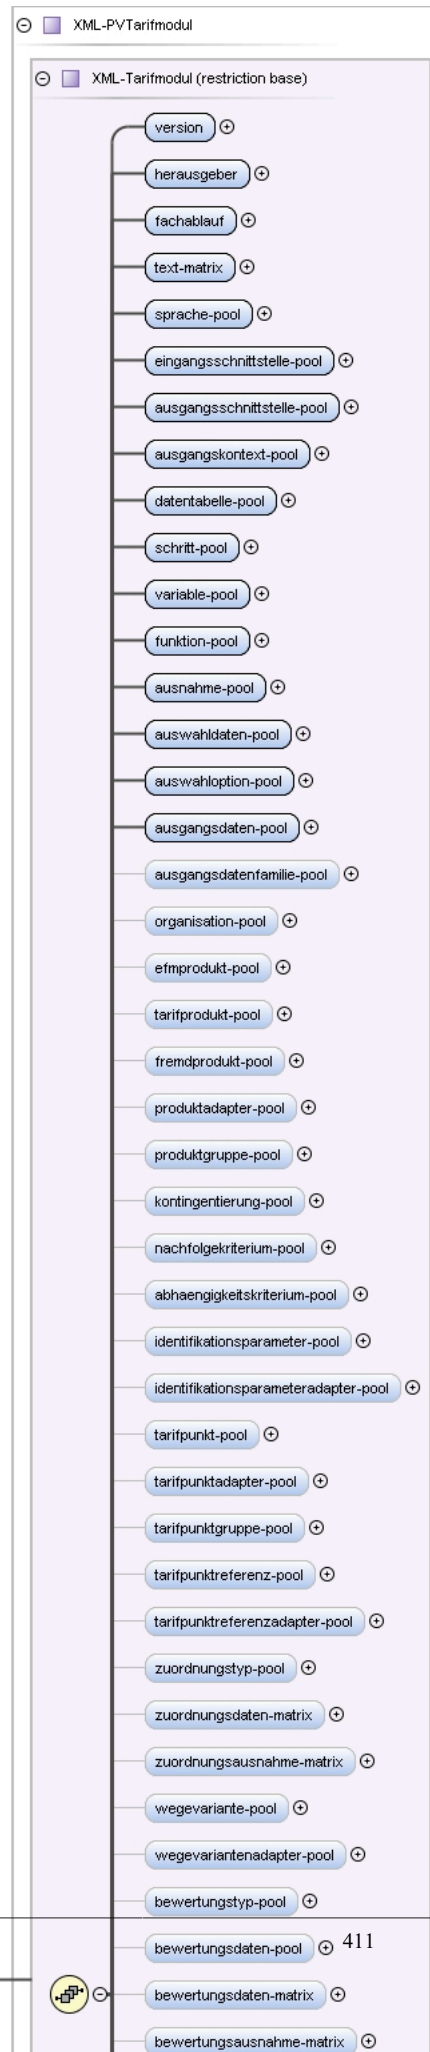 XML-PVTarifmodul
XML-Tarifmodul (restriction base)
version
herausgeber
fachablauf
text-matrix
sprache-pool
eingangsschnittstelle-pool
ausgangsschnittstelle-pool
ausgangskontext-pool
datentabelle-pool
schritt-pool
variable-pool
funktion-pool
ausnahme-pool
auswahldaten-pool
auswahloption-pool
ausgangsdaten-pool
ausgangsdatenfamilie-pool
organisation-pool
efmprodukt-pool
tarifprodukt-pool
fremdprodukt-pool
produktadapter-pool
produktgruppe-pool
kontingentierung-pool
nachfolgekriterium-pool
abhaengigkeitskriterium-pool
identifikationsparameter-pool
identifikationsparameteradapter-pool
tarifpunkt-pool
tarifpunktadapter-pool
tarifpunktgruppe-pool
tarifpunktreferenz-pool
tarifpunktreferenzadapter-pool
zuordnungstyp-pool
zuordnungsdaten-matrix
zuordnungsausnahme-matrix
wegevariante-pool
wegevariantenadapter-pool
bewertungstyp-pool
bewertungsdaten-pool 411
bewertungsdaten-matrix
bewertungsausnahme-matrix